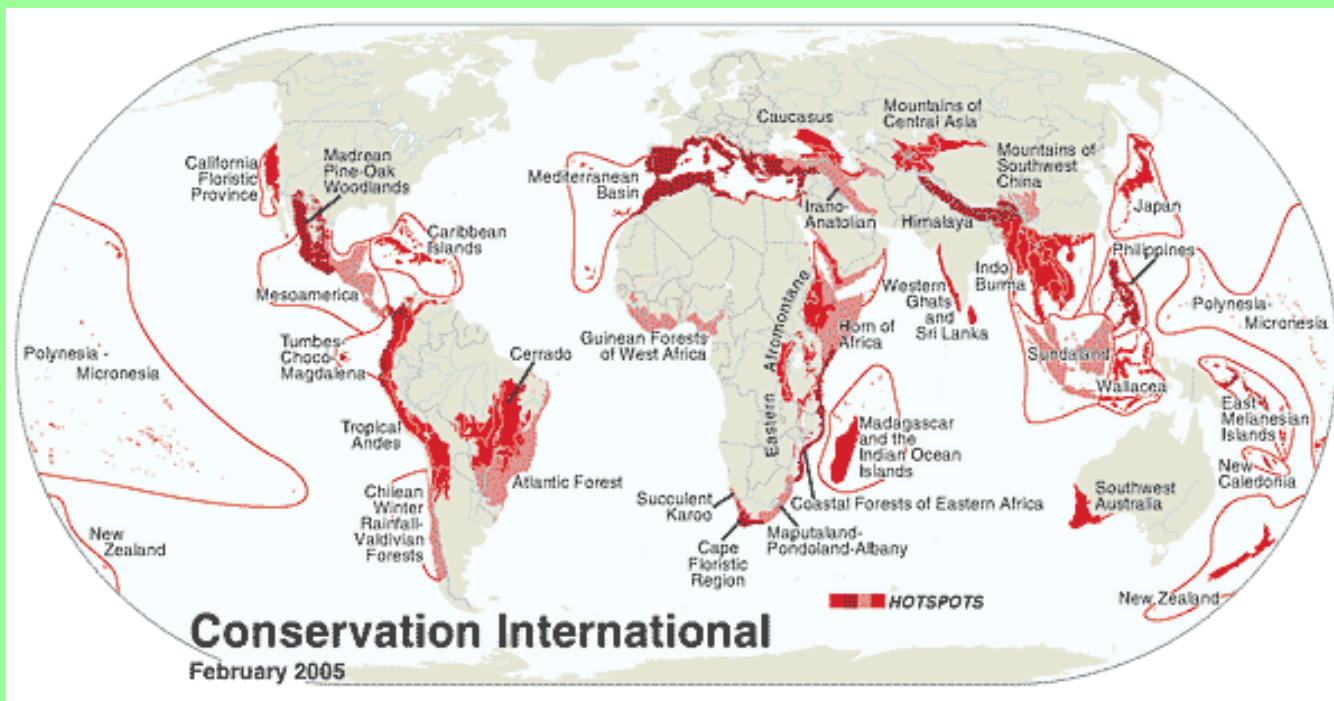 California
Floristic
Province
Madrean
Pine-Oak
Woodlands
Caribbean
Islands
Mesoamerica
Polynesia -
Micronesia
Tumbes-
Choco-
Magdalena
Cerrado
Tropical
Andes
Atlantic Forest
Chilean
Winter
Rainfall-
Valdivian
Forests
New
Zealand
Mediterranean
Basin
Caucasus
Mountains of
Central Asia
Mountains of
Southwest
China
Irano-
Anatolian
Himalaya
Japan
Philippines
Indo
Burma
Western
Ghats
and
Sri Lanka
Polynesia-
Micronesia
Guinean Forests
of West Africa
Eastern Afromontane
Horn of
Africa
Sundaland
Wallacea
East
Melanesian
Islands
Madagascar
and the
Indian Ocean
Islands
New
Caledonia
Succulent
Karoo
Coastal Forests of Eastern Africa
Southwest
Australia
Cape
Floristic
Region
Maputaland-
Pondoland-Albany
New Zealand
HOTSPOTS
Conservation International
February 2005